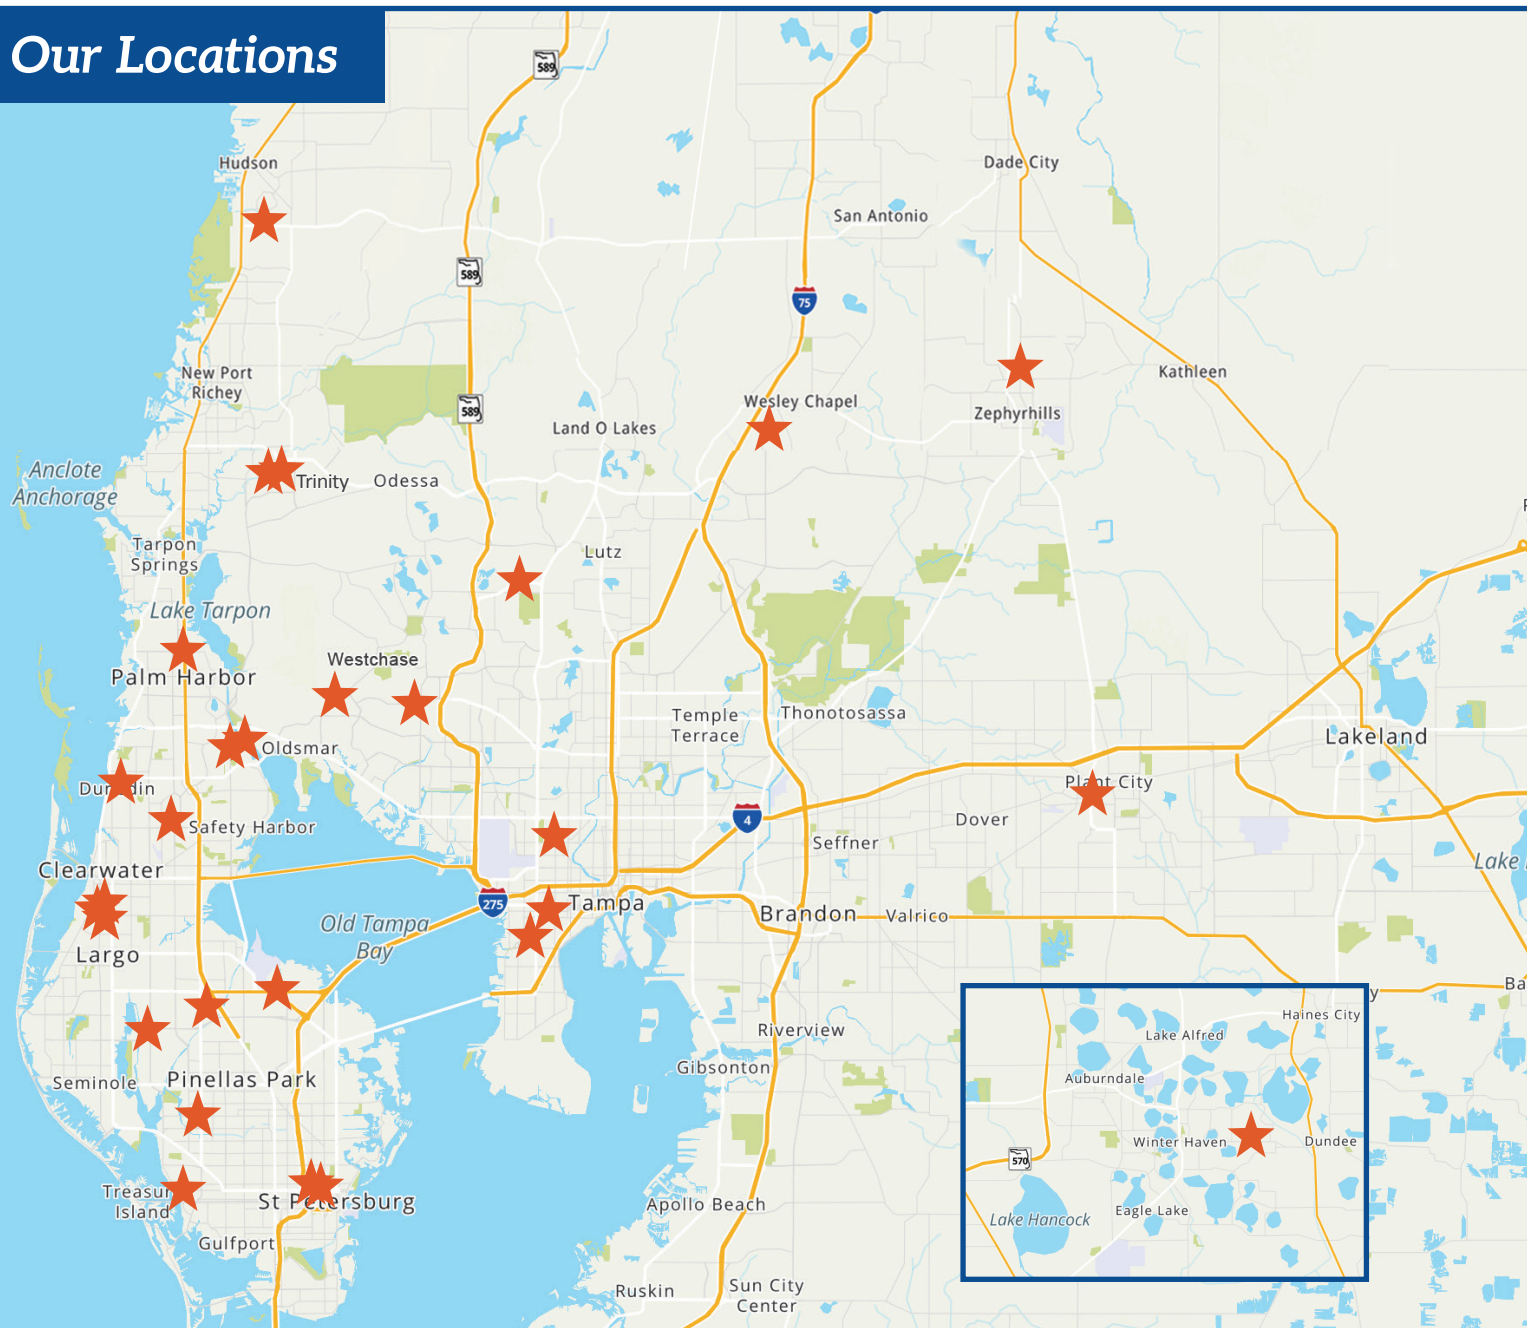 Our Locations
589
Hudson
Dade City
San Antonio
589
75
New Port
Richey
Kathleen
Wesley Chapel
589
Zephyrhills
Land O Lakes
Anclote
Anchorage
Trinity
Odessa
Tarpon
Springs
Lutz
Lake Tarpon
Westchase
Palm Harbor
Temple
Terrace
Thonotosassa
Oldsmar
Lakeland
Plant City
Dunedin
Safety Harbor
4
Dover
Seffner
Clearwater
Lake
275
Tampa
Brandon
Valrico
Old Tampa
Bay
Largo
Ba
y
Haines City
Lake Alfred
Riverview
Gibsonton
Seminole
Pinellas Park
Auburndale
Winter Haven
Dundee
570
Treasur
Island
St Petersburg
Apollo Beach
Eagle Lake
Lake Hancock
Gulfport
Ruskin
Sun City
Center